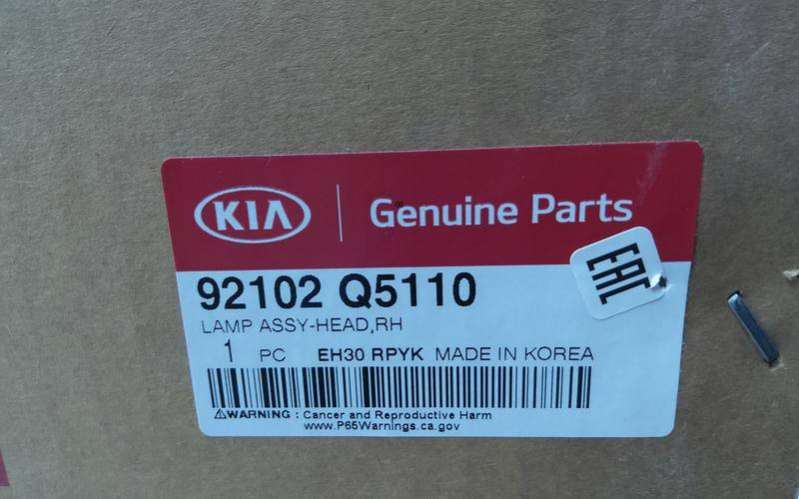 KIA Genuine Parts
92102 Q5110
LAMP ASSY-HEAD,RH
1 PC EH30 RPYK MADE IN KOREA
⚠WARNING : Cancer and Reproductive Harm
www.P65Warnings.ca.gov
EAC